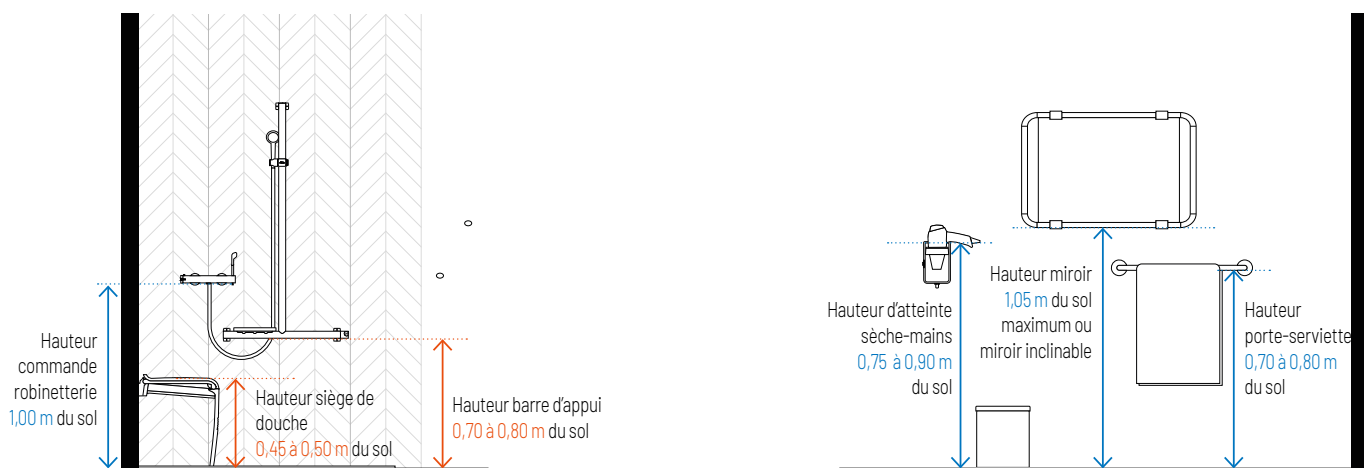 Hauteur
commande
robinetterie
1,00 m du sol
Hauteur siège de
douche
0,45 à 0,50 m du sol
Hauteur barre d'appui
0,70 à 0,80 m du sol
Hauteur d'atteinte
sèche-mains
0,75 à 0,90 m
du sol
Hauteur miroir
1,05 m du sol
maximum ou
miroir inclinable
Hauteur
porte-serviette
0,70 à 0,80 m
du sol